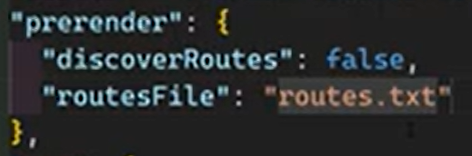 "prerender": {
"discoverRoutes": false,
"routesFile": "routes.txt"
},